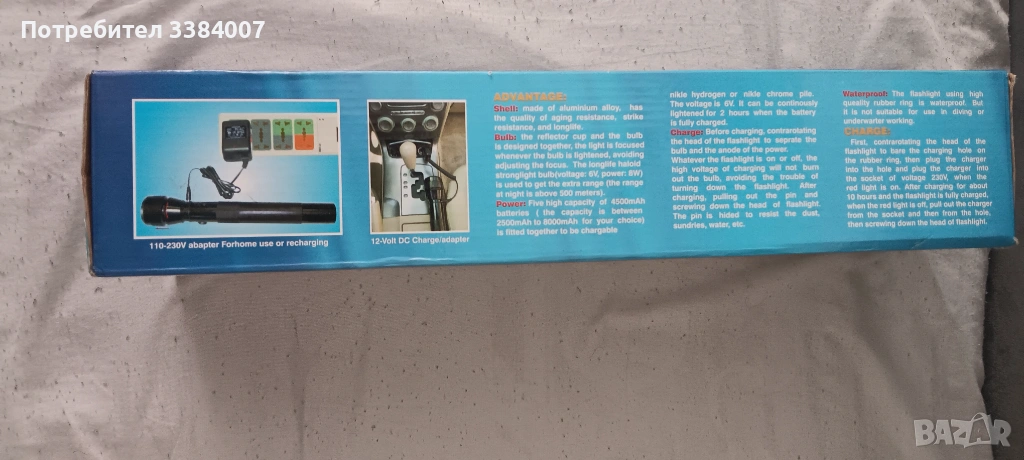 Потребител 3384007
110-230V abapter Forhome use or recharging
12-Volt DC Charge/adapter
ADVANTAGE:
Shell: made of aluminium alloy, has
the quality of aging resistance, strike
resistance, and longlife.
Bulb: the reflector cup and the bulb
is designed together, the light is focused
whenever the bulb is lightened, avoiding
adjusting the focus. The longlife haloid
stronglight bulb(voltage: 6V, power: 8W)
is used to get the extra range (the range
at night is above 500 meters).
Power: Five high capacity of 4500mAh
batteries ( the capacity is between
2500mAh to 8000mAh for your choice)
is fitted together to be chargable
nikle hydrogen or nikle chrome pile.
The voltage is 6V. It can be continously
lightened for 2 hours when the battery
is fully charged.
Charge: Before charging, contrarotating
the head of the flashlight to seprate the
bulb and the anode of the power.
Whatever the flashlight is on or off, the
high voltage of charging will not burn
out the bulb, avoiding the trouble of
turning down the flashlight. After
charging, pulling out the pin and
screwing down the head of flashlight.
The pin is hided to resist the dust,
sundries, water, etc.
Waterproof: The flashlight using high
queality rubber ring is waterproof. But
it is not suitable for use in diving or
underwarter working.
CHARGE:
First, contrarotating the head of the
flashlight to bare the charging hole on
the rubber ring, then plug the charger
into the hole and plug the charger into
the socket of voltage 230V, when the
red light is on. After charging for about
10 hours and the flashlight is fully charged,
when the red light is off, pull out the charger
from the socket and then from the hole,
then screwing down the head of flashlight.
BAZAR